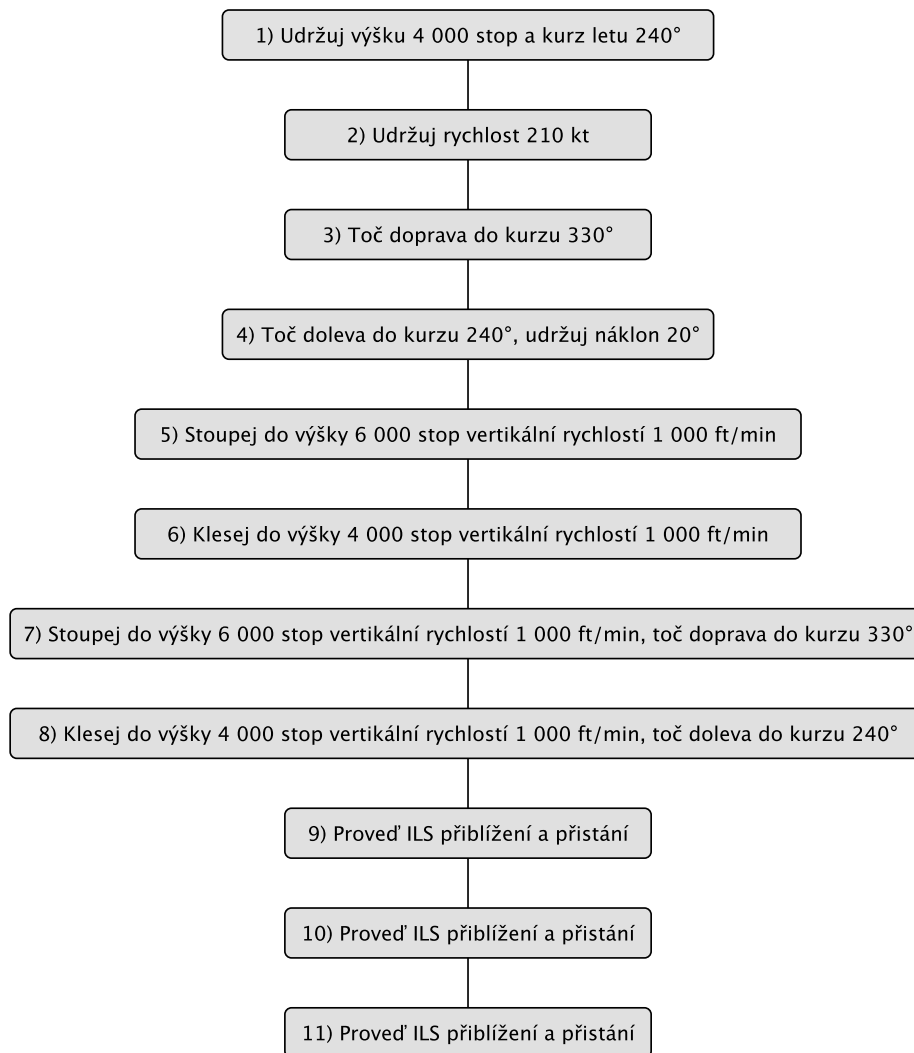 1) Udržuj výšku 4 000 stop a kurz letu 240°
2) Udržuj rychlost 210 kt
3) Toč doprava do kurzu 330°
4) Toč doleva do kurzu 240°, udržuj náklon 20°
5) Stoupej do výšky 6 000 stop vertikální rychlostí 1 000 ft/min
6) Klesej do výšky 4 000 stop vertikální rychlostí 1 000 ft/min
7) Stoupej do výšky 6 000 stop vertikální rychlostí 1 000 ft/min, toč doprava do kurzu 330°
8) Klesej do výšky 4 000 stop vertikální rychlostí 1 000 ft/min, toč doleva do kurzu 240°
9) Proveď ILS přiblížení a přistání
10) Proveď ILS přiblížení a přistání
11) Proveď ILS přiblížení a přistání